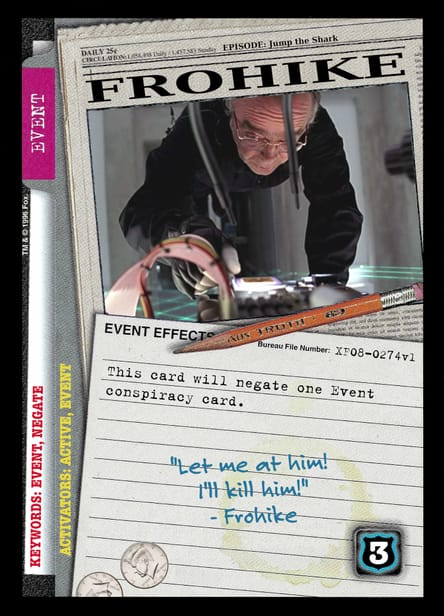 DAILY 25¢
EPISODE: Jump the Shark
FROHIKE
EVENT
TM & © 1996 Fox.
EVENT EFFECTS
Bureau File Number: XF08-0274v1
This card will negate one Event
conspiracy card.
KEYWORDS: EVENT, NEGATE
ACTIVATORS: ACTIVE, EVENT
"Let me at him!
I'll kill him!"
- Frohike
3